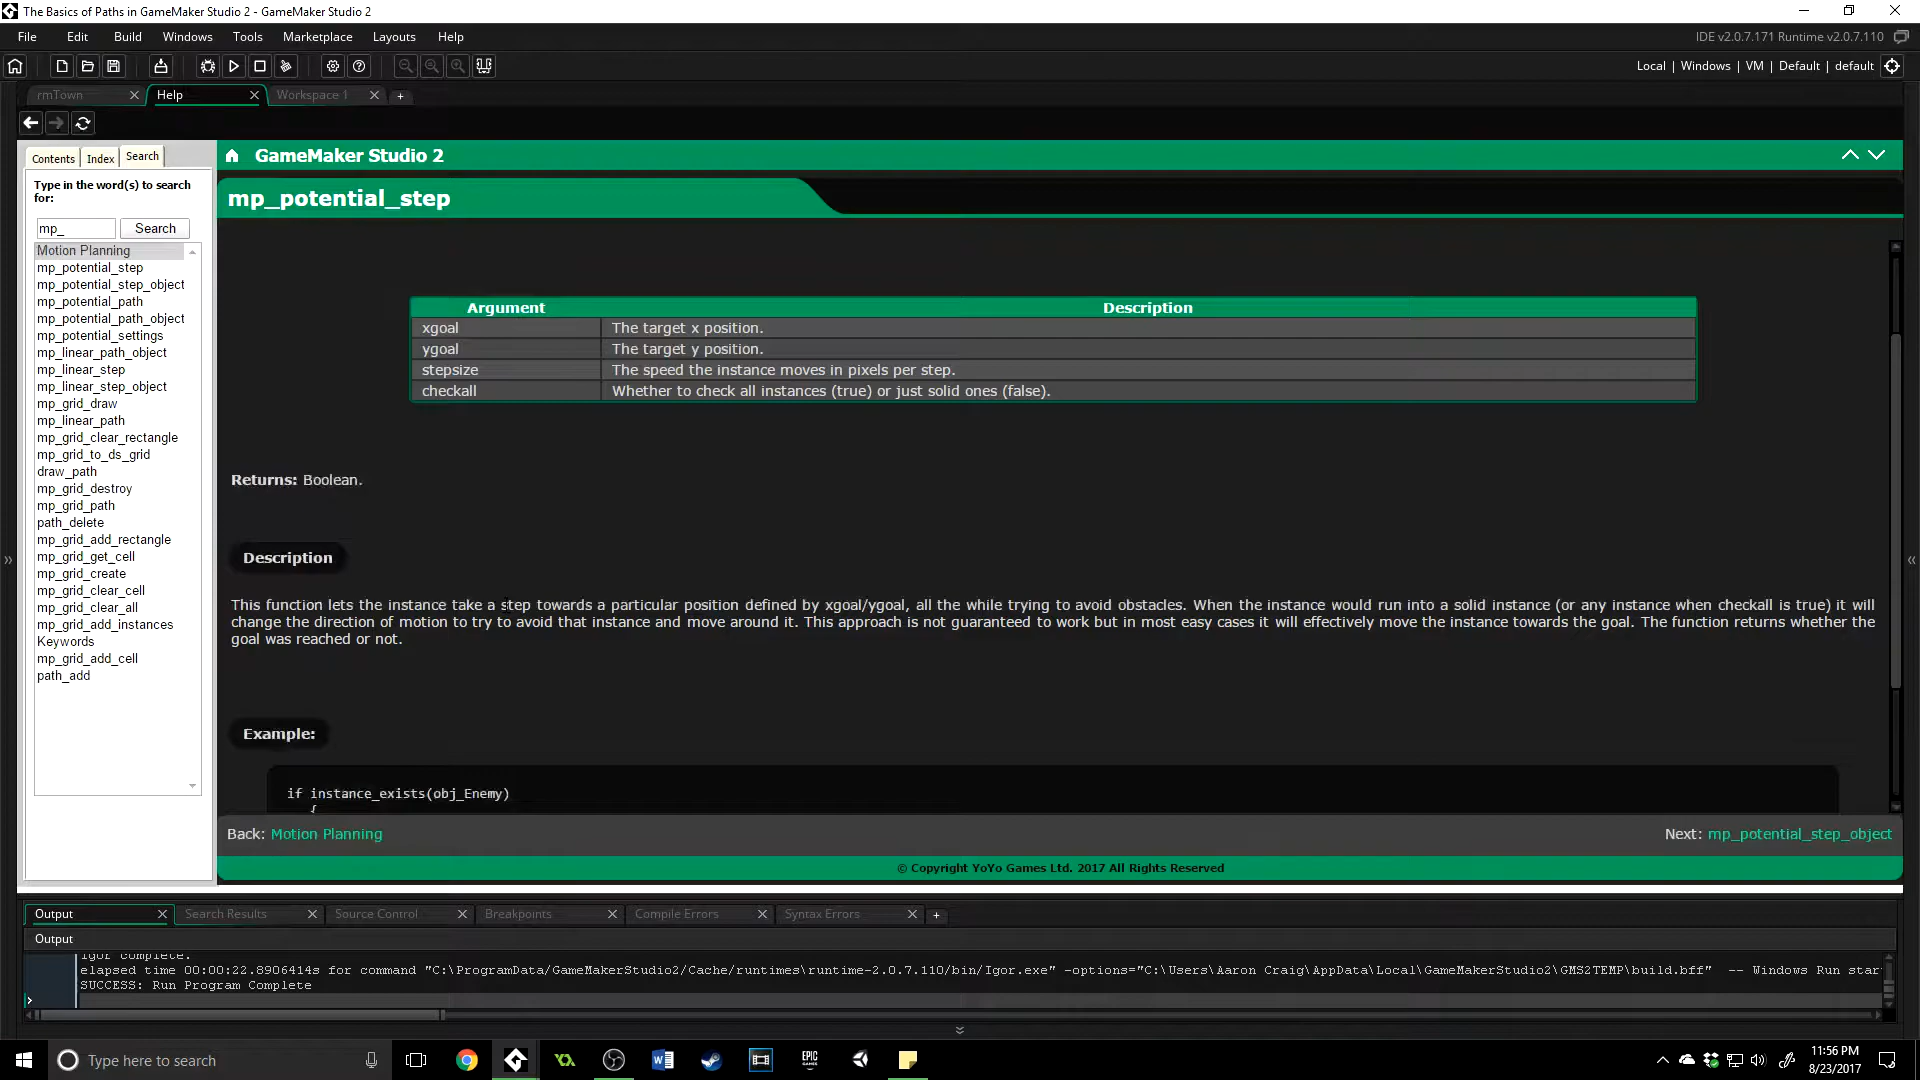 The Basics of Paths in GameMaker Studio 2 - GameMaker Studio 2
File Edit Build Windows Tools Marketplace Layouts Help
IDE v2.0.7.171 Runtime v2.0.7.110
Local | Windows | VM | Default | default
rmTown
Help
Workspace 1
Contents Index Search
Type in the word(s) to search
for:
mp_
Search
Motion Planning
mp_potential_step
mp_potential_step_object
mp_potential_path
mp_potential_path_object
mp_potential_settings
mp_linear_path_object
mp_linear_step
mp_linear_step_object
mp_grid_draw
mp_linear_path
mp_grid_clear_rectangle
mp_grid_to_ds_grid
draw_path
mp_grid_destroy
mp_grid_path
path_delete
mp_grid_add_rectangle
mp_grid_get_cell
mp_grid_create
mp_grid_clear_cell
mp_grid_clear_all
mp_grid_add_instances
Keywords
mp_grid_add_cell
path_add
GameMaker Studio 2
mp_potential_step
Argument Description
xgoal The target x position.
ygoal The target y position.
stepsize The speed the instance moves in pixels per step.
checkall Whether to check all instances (true) or just solid ones (false).
Returns: Boolean.
Description
This function lets the instance take a step towards a particular position defined by xgoal/ygoal, all the while trying to avoid obstacles. When the instance would run into a solid instance (or any instance when checkall is true) it will
change the direction of motion to try to avoid that instance and move around it. This approach is not guaranteed to work but in most easy cases it will effectively move the instance towards the goal. The function returns whether the
goal was reached or not.
Example:
if instance_exists(obj_Enemy)
{
Back: Motion Planning
Next: mp_potential_step_object
© Copyright YoYo Games Ltd. 2017 All Rights Reserved
Output
Search Results
Source Control
Breakpoints
Compile Errors
Syntax Errors
Output
Igor complete.
elapsed time 00:00:22.8906414s for command "C:\ProgramData/GameMakerStudio2/Cache/runtimes\runtime-2.0.7.110/bin/Igor.exe" -options="C:\Users\Aaron Craig\AppData\Local\GameMakerStudio2\GMS2TEMP\build.bff" -- Windows Run star
SUCCESS: Run Program Complete
Type here to search
EPIC
GAMES
11:56 PM
8/23/2017